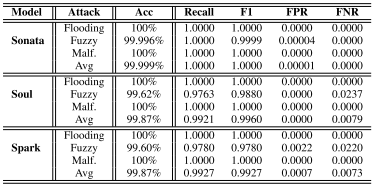 Model Attack Acc Recall F1 FPR FNR
Flooding 100% 1.0000 1.0000 0.0000 0.0000
Sonata Fuzzy 99.996% 1.0000 0.9999 0.00004 0.0000
Malf. 100% 1.0000 1.0000 0.0000 0.0000
Avg 99.999% 1.0000 1.0000 0.00001 0.0000
Flooding 100% 1.0000 1.0000 0.0000 0.0000
Soul Fuzzy 99.62% 0.9763 0.9880 0.0000 0.0237
Malf. 100% 1.0000 1.0000 0.0000 0.0000
Avg 99.87% 0.9921 0.9960 0.0000 0.0079
Flooding 100% 1.0000 1.0000 0.0000 0.0000
Spark Fuzzy 99.60% 0.9780 0.9780 0.0022 0.0220
Malf. 100% 1.0000 1.0000 0.0000 0.0000
Avg 99.87% 0.9927 0.9927 0.0007 0.0073